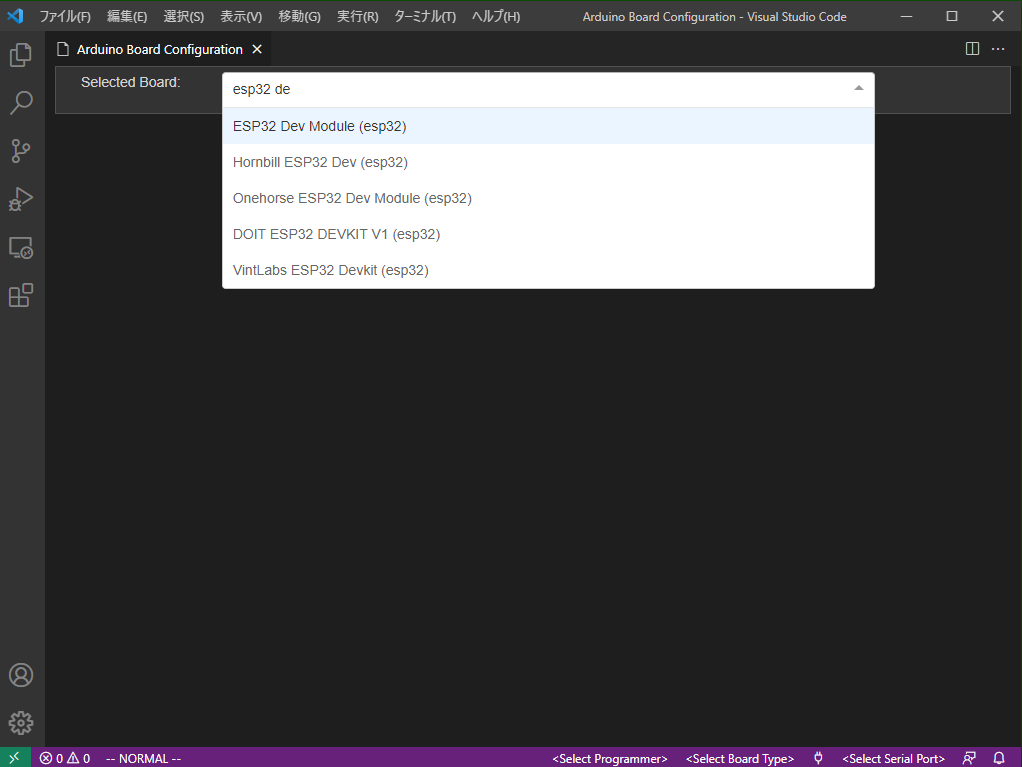 ファイル(F) 編集(E) 選択(S) 表示(V) 移動(G) 実行(R) ターミナル(T) ヘルプ(H) Arduino Board Configuration - Visual Studio Code
Arduino Board Configuration
Selected Board: esp32 de
ESP32 Dev Module (esp32)
Hornbill ESP32 Dev (esp32)
Onehorse ESP32 Dev Module (esp32)
DOIT ESP32 DEVKIT V1 (esp32)
VintLabs ESP32 Devkit (esp32)
0 0 -- NORMAL -- <Select Programmer> <Select Board Type> <Select Serial Port>